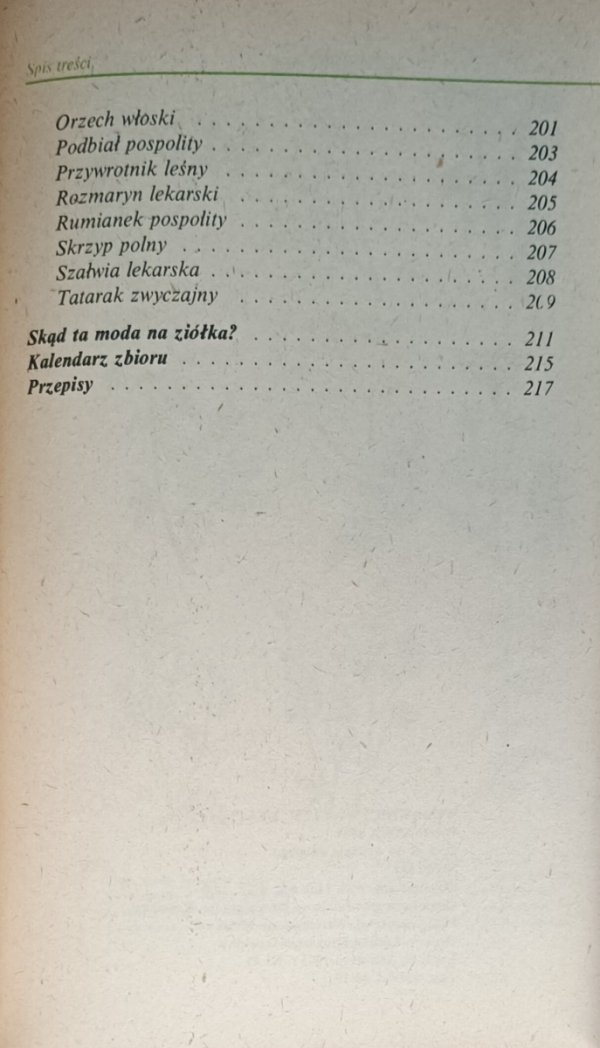 Spis treści
Orzech włoski . . . . . . . . . . . . . . . . . . . . . . 201
Podbiał pospolity . . . . . . . . . . . . . . . . . . . . 203
Przywrotnik leśny . . . . . . . . . . . . . . . . . . . . 204
Rozmaryn lekarski . . . . . . . . . . . . . . . . . . . 205
Rumianek pospolity . . . . . . . . . . . . . . . . . . . 206
Skrzyp polny . . . . . . . . . . . . . . . . . . . . . . . 207
Szałwia lekarska . . . . . . . . . . . . . . . . . . . . . 208
Tatarak zwyczajny . . . . . . . . . . . . . . . . . . . 209
Skąd ta moda na ziółka? . . . . . . . . . . . . . . . . . . 211
Kalendarz zbioru . . . . . . . . . . . . . . . . . . . . . . . 215
Przepisy . . . . . . . . . . . . . . . . . . . . . . . . . . . . 217